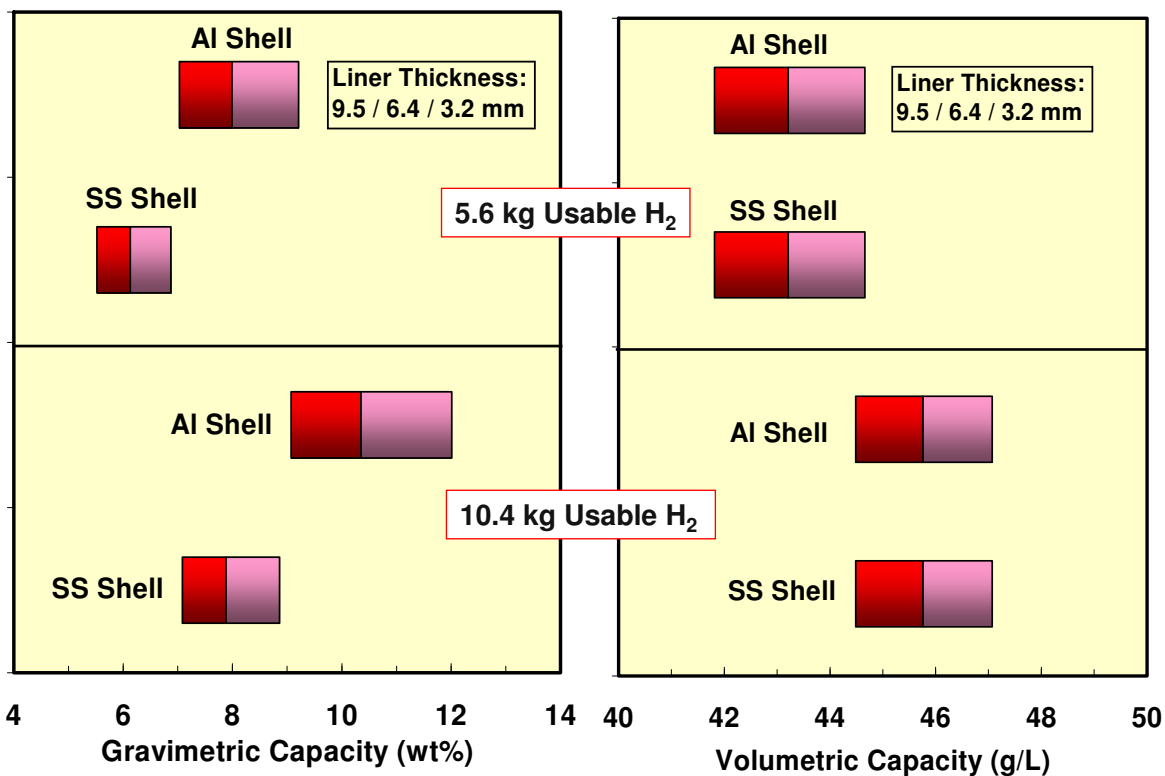 Al Shell
Liner Thickness:
9.5 / 6.4 / 3.2 mm
SS Shell
Al Shell
Liner Thickness:
9.5 / 6.4 / 3.2 mm
SS Shell
5.6 kg Usable H₂
Al Shell
SS Shell
Al Shell
SS Shell
10.4 kg Usable H₂
4 6 8 10 12 14
Gravimetric Capacity (wt%)
40 42 44 46 48 50
Volumetric Capacity (g/L)